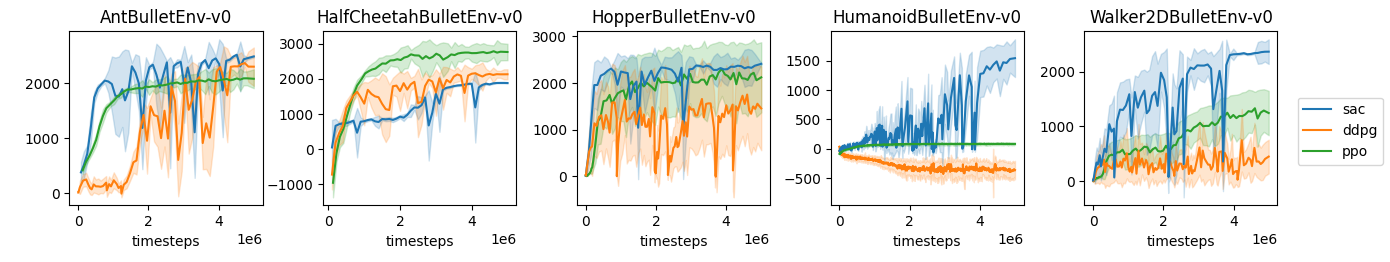 AntBulletEnv-v0
2000
1000
0
0 2 4
1e6
timesteps
HalfCheetahBulletEnv-v0
3000
2000
1000
0
−1000
0 2 4
1e6
timesteps
HopperBulletEnv-v0
3000
2000
1000
0
0 2 4
1e6
timesteps
HumanoidBulletEnv-v0
1500
1000
500
0
−500
0 2 4
1e6
timesteps
Walker2DBulletEnv-v0
2000
1000
0
0 2 4
1e6
timesteps
sac
ddpg
ppo